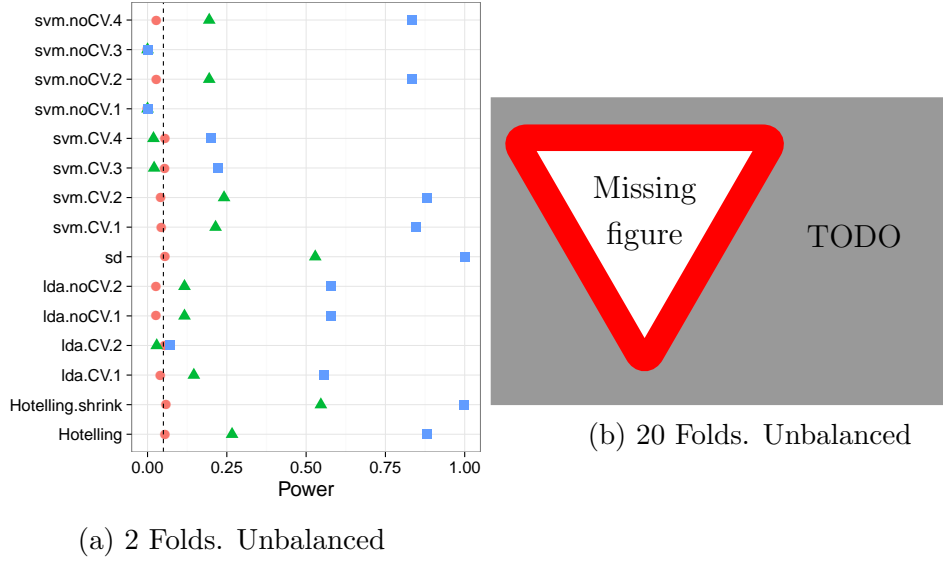 svm.noCV.4
svm.noCV.3
svm.noCV.2
svm.noCV.1
svm.CV.4
svm.CV.3
svm.CV.2
svm.CV.1
sd
lda.noCV.2
lda.noCV.1
lda.CV.2
lda.CV.1
Hotelling.shrink
Hotelling
0.00 0.25 0.50 0.75 1.00
Power
(a) 2 Folds. Unbalanced
Missing
figure
TODO
(b) 20 Folds. Unbalanced